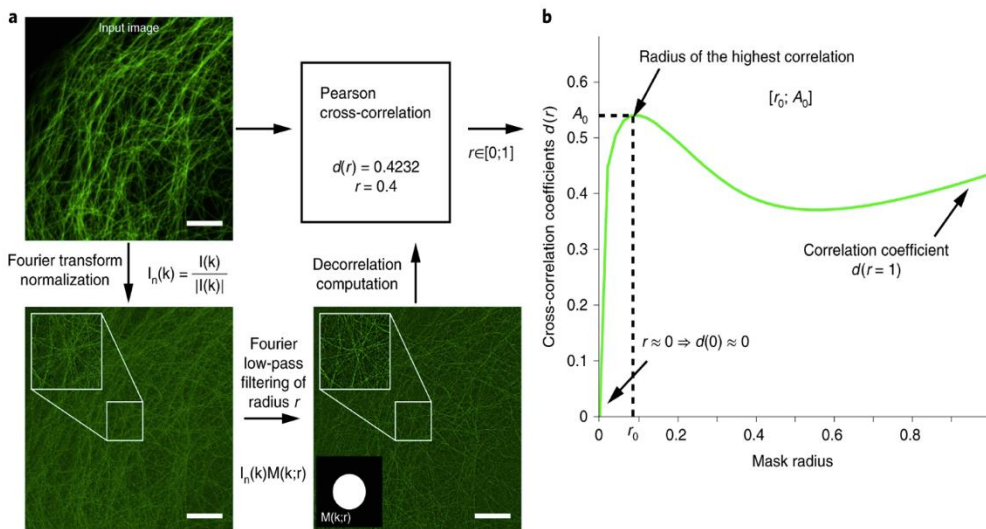 a
Input image
Pearson
cross-correlation
d(r) = 0.4232
r = 0.4
r∈[0;1]
Fourier transform
normalization
I_n(k) = I(k) / |I(k)|
Decorrelation
computation
Fourier
low-pass
filtering of
radius r
I_n(k)M(k;r)
M(k;r)
b
Radius of the highest correlation
[r_0; A_0]
Cross-correlation coefficients d(r)
0.6
A_0
0.5
0.4
0.3
0.2
0.1
0
Correlation coefficient
d(r = 1)
r ≈ 0 ⇒ d(0) ≈ 0
0
r_0
0.2
0.4
0.6
0.8
Mask radius